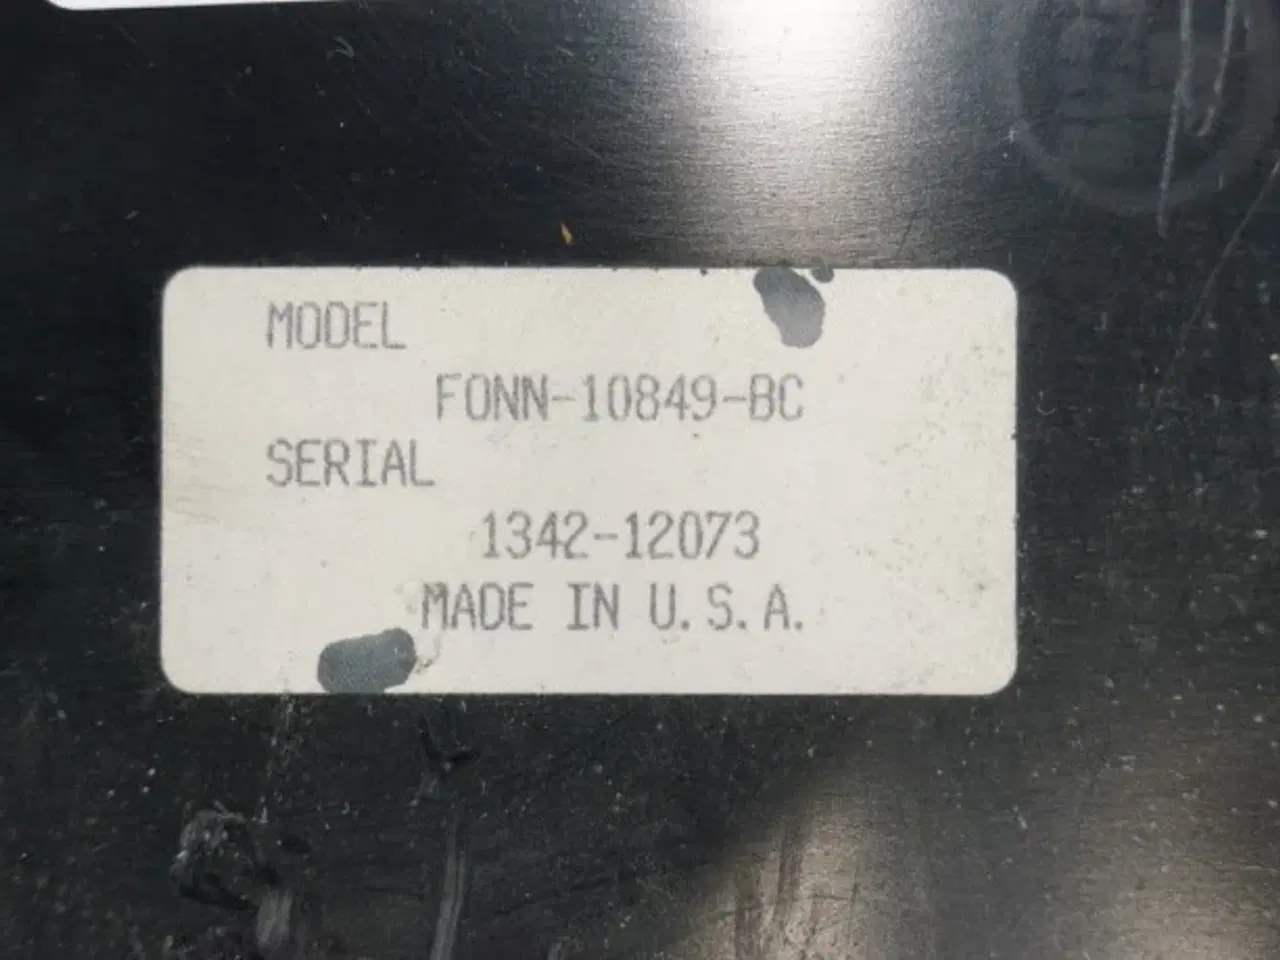 MODEL
FONN-10849-BC
SERIAL
1342-12073
MADE IN U.S.A.